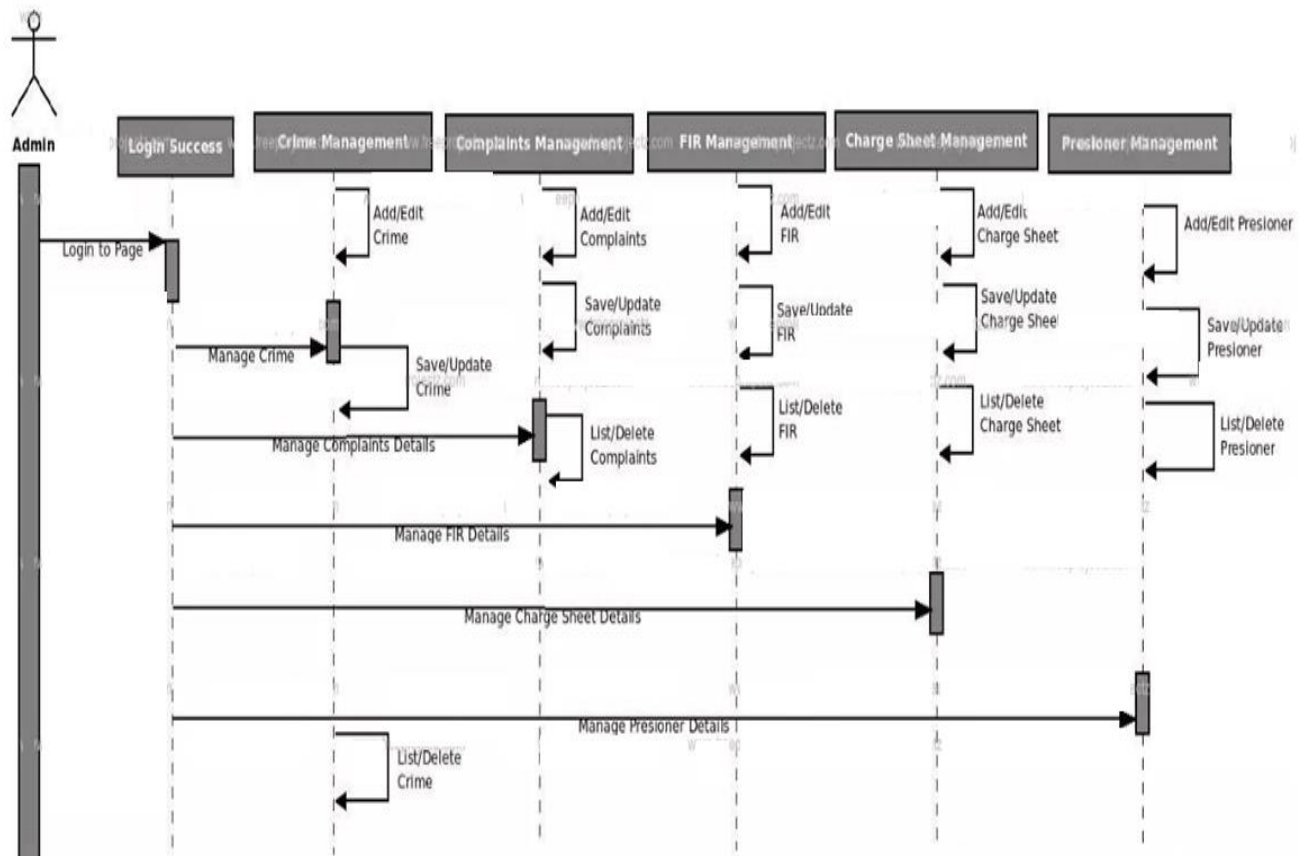 Admin
Login Success
Crime Management
Complaints Management
FIR Management
Charge Sheet Management
Presioner Management
Add/Edit
Crime
Add/Edit
Complaints
Add/Edit
FIR
Add/Edit
Charge Sheet
Add/Edit Presioner
Login to Page
Save/Update
Complaints
Save/Update
FIR
Save/Update
Charge Sheet
Save/Update
Presioner
Manage Crime
Save/Update
Crime
List/Delete
FIR
List/Delete
Charge Sheet
List/Delete
Presioner
Manage Complaints Details
List/Delete
Complaints
Manage FIR Details
Manage Charge Sheet Details
Manage Presioner Details
List/Delete
Crime